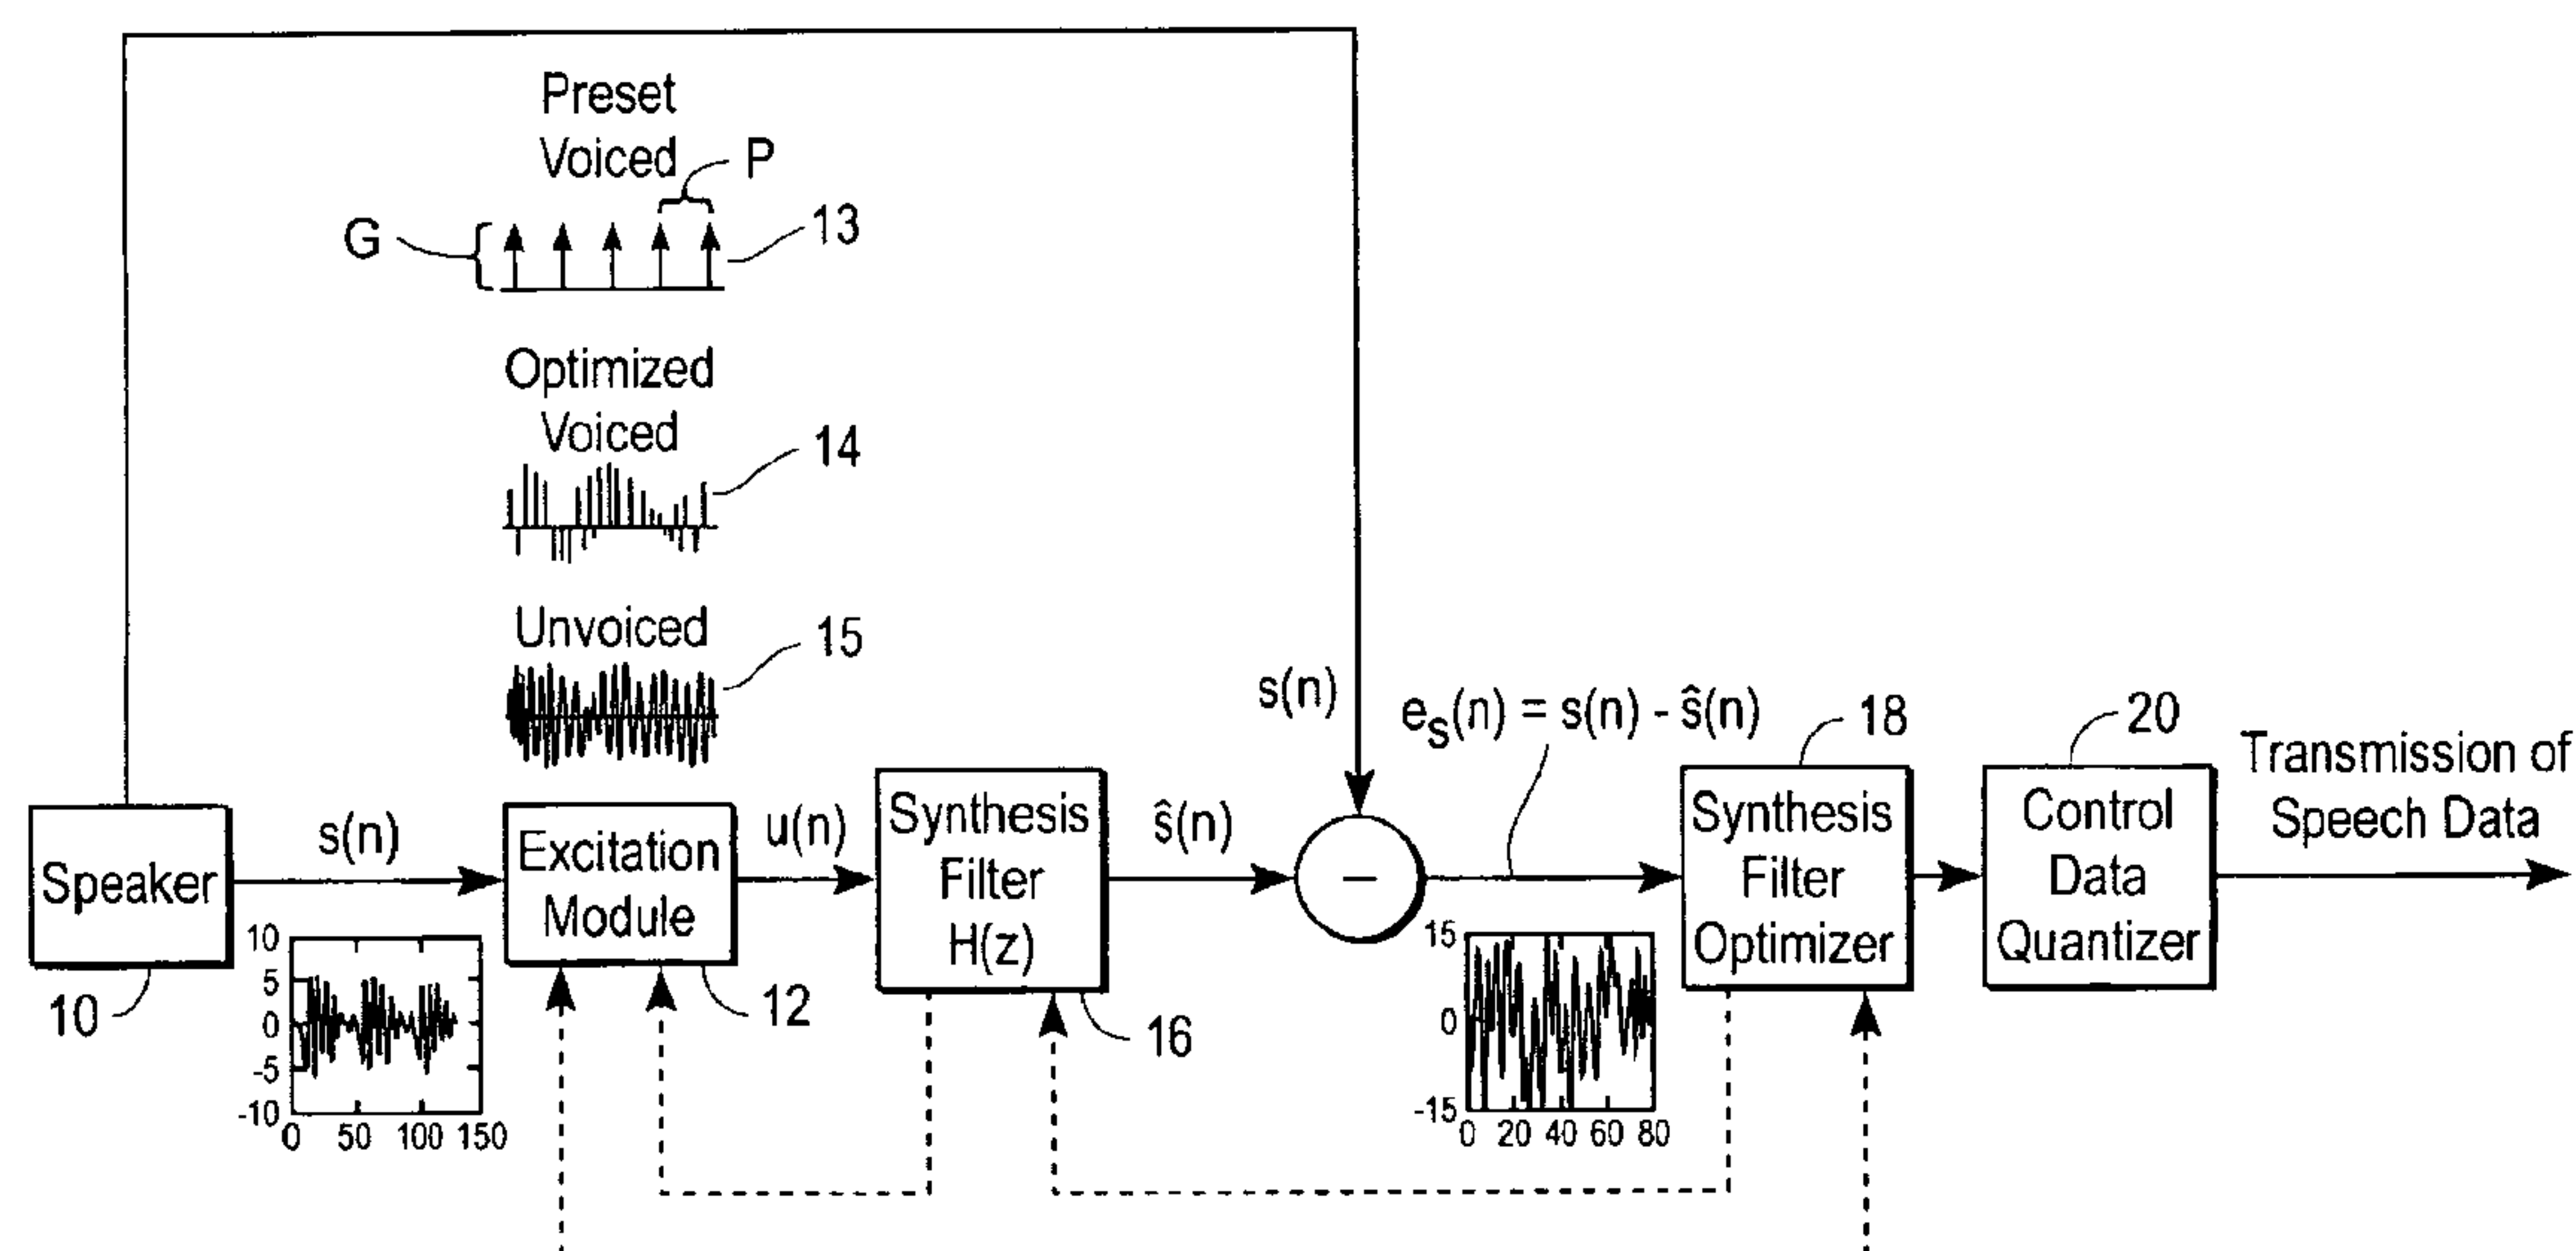 Preset
Voiced
P
G
13
Optimized
Voiced
14
Unvoiced
15
s(n)
e_s(n) = s(n) - ŝ(n)
18
20
Transmission of
Speech Data
Speaker
s(n)
Excitation
Module
u(n)
Synthesis
Filter
H(z)
ŝ(n)
–
Synthesis
Filter
Optimizer
Control
Data
Quantizer
10
12
16
10
5
0
-5
-10
0 50 100 150
15
0
-15
0 20 40 60 80